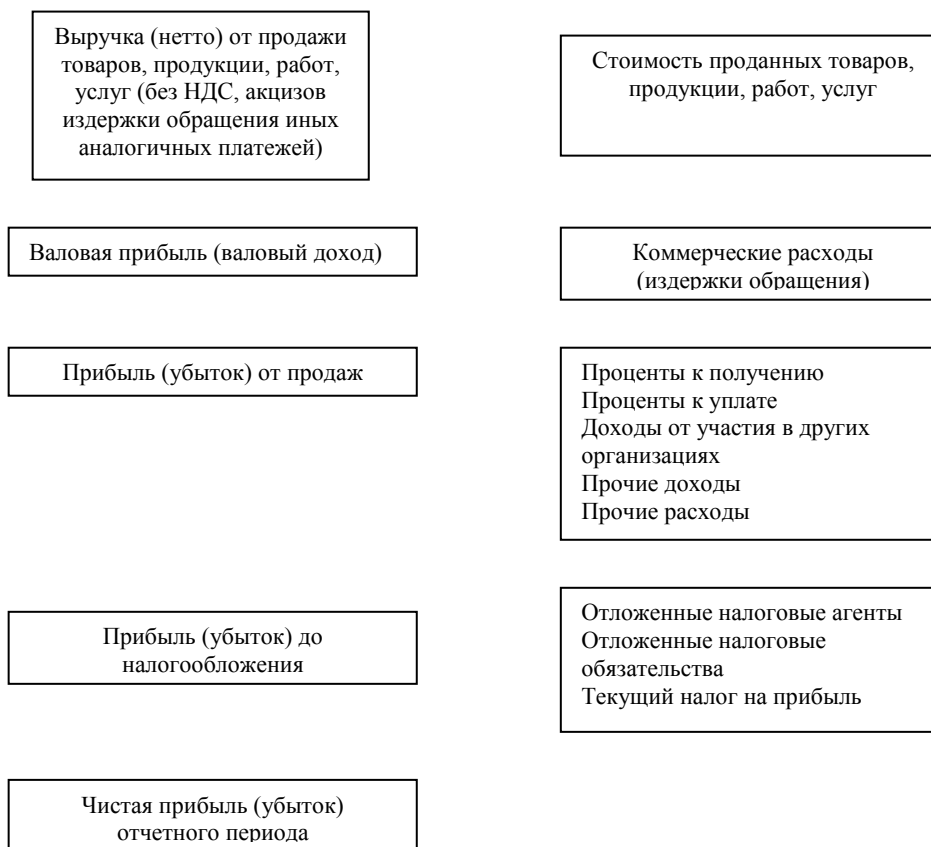 Выручка (нетто) от продажи
товаров, продукции, работ,
услуг (без НДС, акцизов
издержки обращения иных
аналогичных платежей)
Стоимость проданных товаров,
продукции, работ, услуг
Валовая прибыль (валовый доход)
Коммерческие расходы
(издержки обращения)
Прибыль (убыток) от продаж
Проценты к получению
Проценты к уплате
Доходы от участия в других
организациях
Прочие доходы
Прочие расходы
Прибыль (убыток) до
налогообложения
Отложенные налоговые агенты
Отложенные налоговые
обязательства
Текущий налог на прибыль
Чистая прибыль (убыток)
отчетного периода